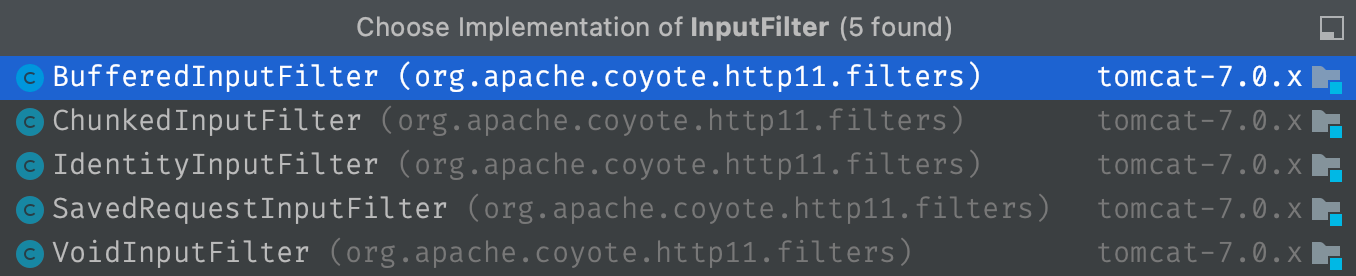 Choose Implementation of InputFilter (5 found)
C BufferedInputFilter (org.apache.coyote.http11.filters) tomcat-7.0.x
C ChunkedInputFilter (org.apache.coyote.http11.filters) tomcat-7.0.x
C IdentityInputFilter (org.apache.coyote.http11.filters) tomcat-7.0.x
C SavedRequestInputFilter (org.apache.coyote.http11.filters) tomcat-7.0.x
C VoidInputFilter (org.apache.coyote.http11.filters) tomcat-7.0.x